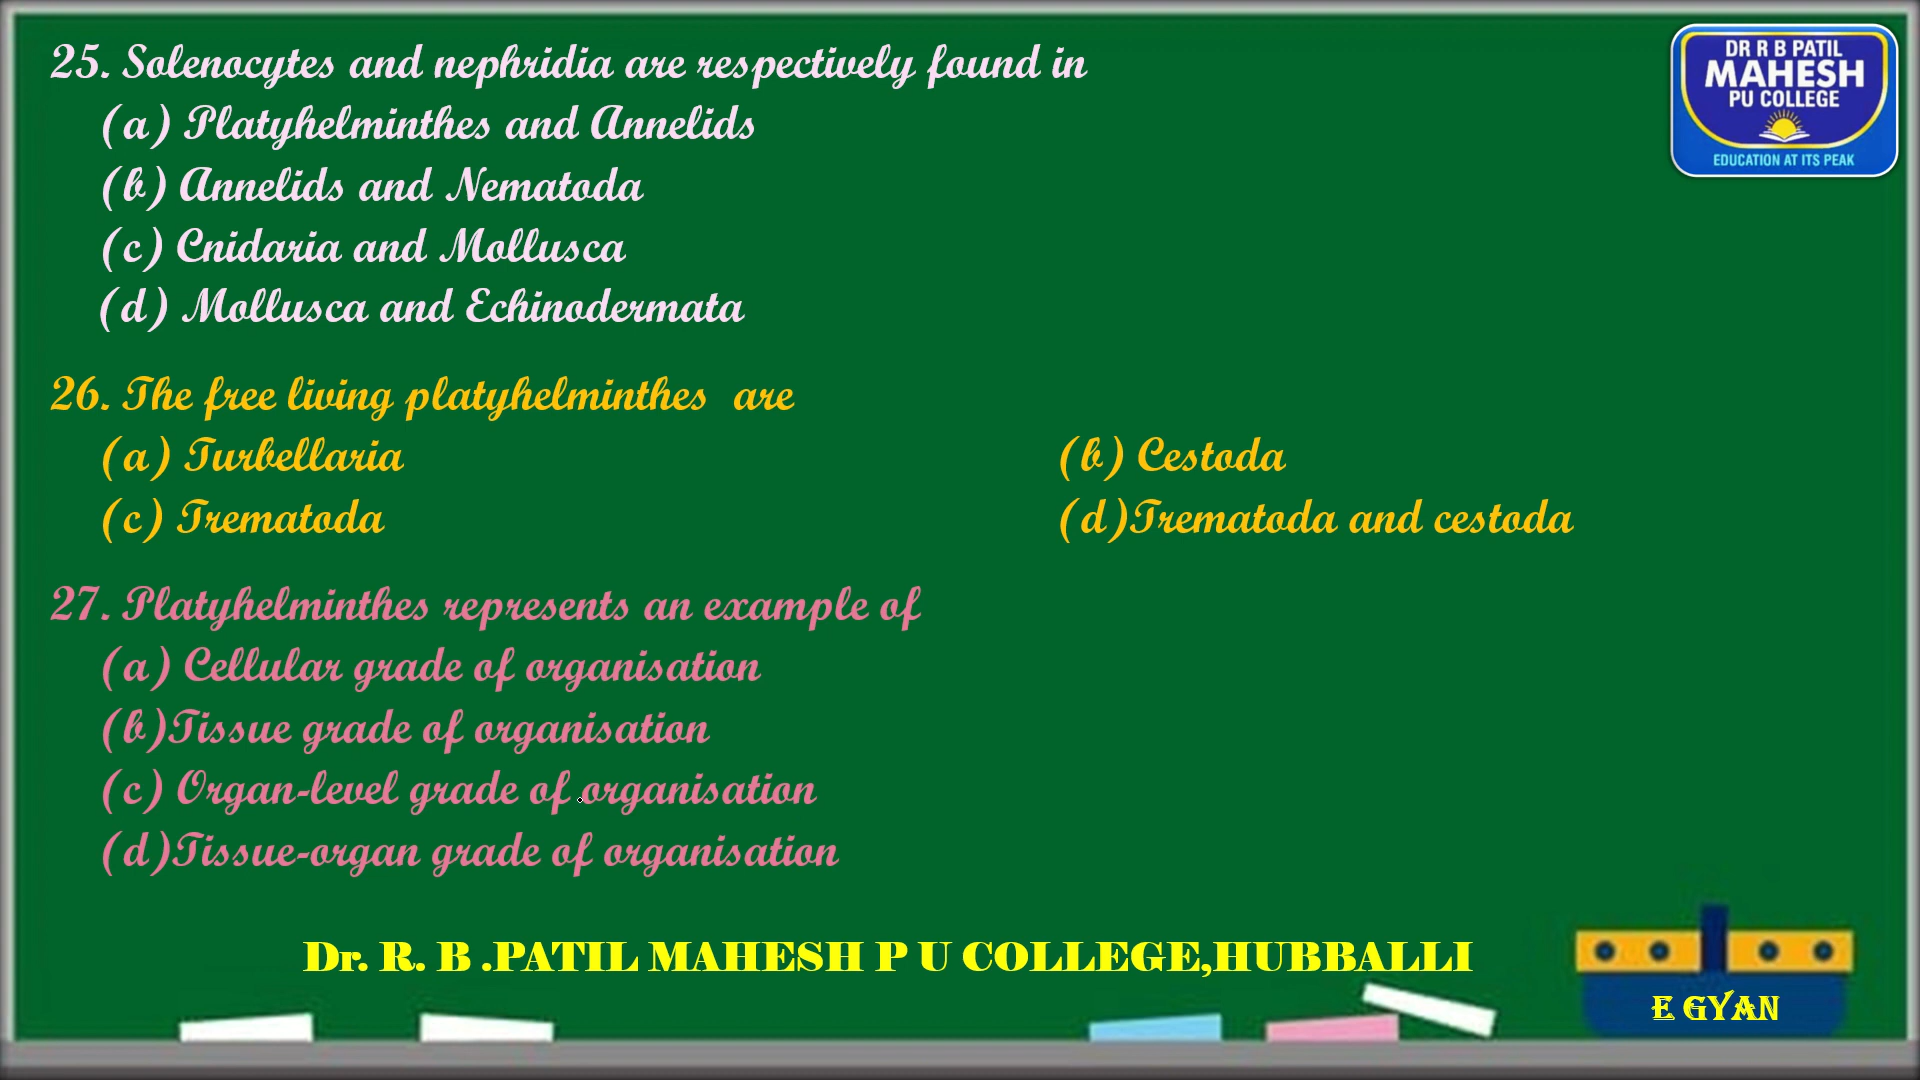 25. Solenocytes and nephridia are respectively found in
(a) Platyhelminthes and Annelids
(b) Annelids and Nematoda
(c) Cnidaria and Mollusca
(d) Mollusca and Echinodermata
26. The free living platyhelminthes are
(a) Turbellaria (b) Cestoda
(c) Trematoda (d)Trematoda and cestoda
27. Platyhelminthes represents an example of
(a) Cellular grade of organisation
(b)Tissue grade of organisation
(c) Organ-level grade of organisation
(d)Tissue-organ grade of organisation
DR R B PATIL
MAHESH
PU COLLEGE
EDUCATION AT ITS PEAK
Dr. R. B .PATIL MAHESH P U COLLEGE,HUBBALLI
E GYAN